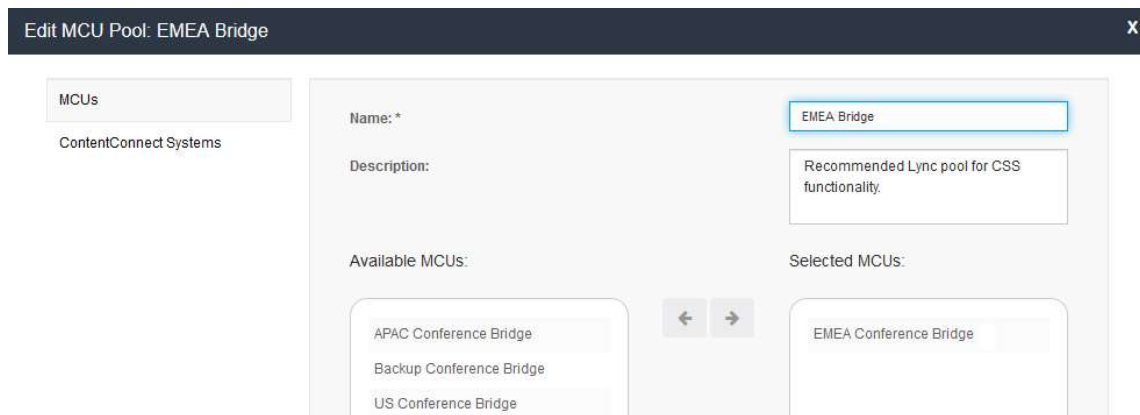 Edit MCU Pool: EMEA Bridge
X
MCUs
ContentConnect Systems
Name: *
EMEA Bridge
Description:
Recommended Lync pool for CSS
functionality.
Available MCUs:
Selected MCUs:
APAC Conference Bridge
Backup Conference Bridge
US Conference Bridge
EMEA Conference Bridge